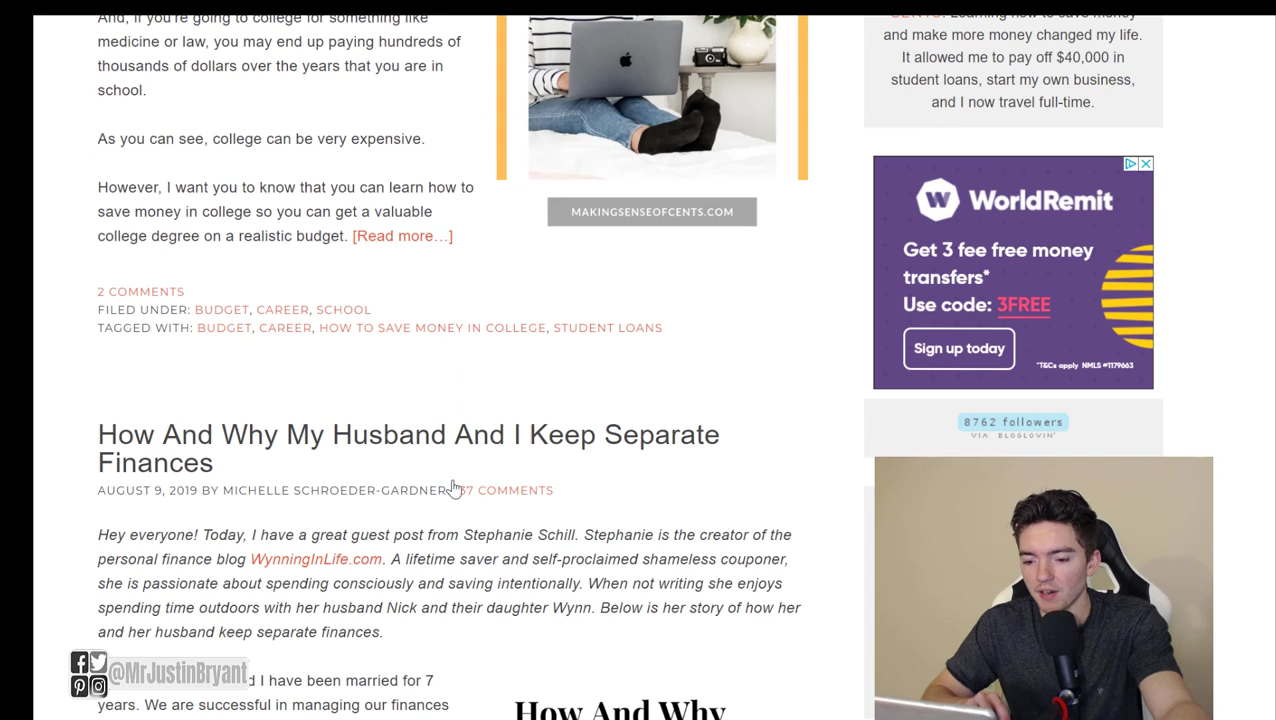 And, if you're going to college for something like
medicine or law, you may end up paying hundreds of
thousands of dollars over the years that you are in
school.
As you can see, college can be very expensive.
However, I want you to know that you can learn how to
save money in college so you can get a valuable
college degree on a realistic budget. [Read more…]
MAKINGSENSEOFCENTS.COM
2 COMMENTS
FILED UNDER: BUDGET, CAREER, SCHOOL
TAGGED WITH: BUDGET, CAREER, HOW TO SAVE MONEY IN COLLEGE, STUDENT LOANS
How And Why My Husband And I Keep Separate
Finances
AUGUST 9, 2019 BY MICHELLE SCHROEDER-GARDNER 37 COMMENTS
Hey everyone! Today, I have a great guest post from Stephanie Schill. Stephanie is the creator of the
personal finance blog WynningInLife.com. A lifetime saver and self-proclaimed shameless couponer,
she is passionate about spending consciously and saving intentionally. When not writing she enjoys
spending time outdoors with her husband Nick and their daughter Wynn. Below is her story of how her
and her husband keep separate finances.
I have been married for 7
years. We are successful in managing our finances
How And Why
@MrJustinBryant
CENTS. Learning how to save money
and make more money changed my life.
It allowed me to pay off $40,000 in
student loans, start my own business,
and I now travel full-time.
WorldRemit
Get 3 fee free money
transfers*
Use code: 3FREE
Sign up today
*T&Cs apply NMLS #1179663
8762 followers
VIA BLOGLOVIN'